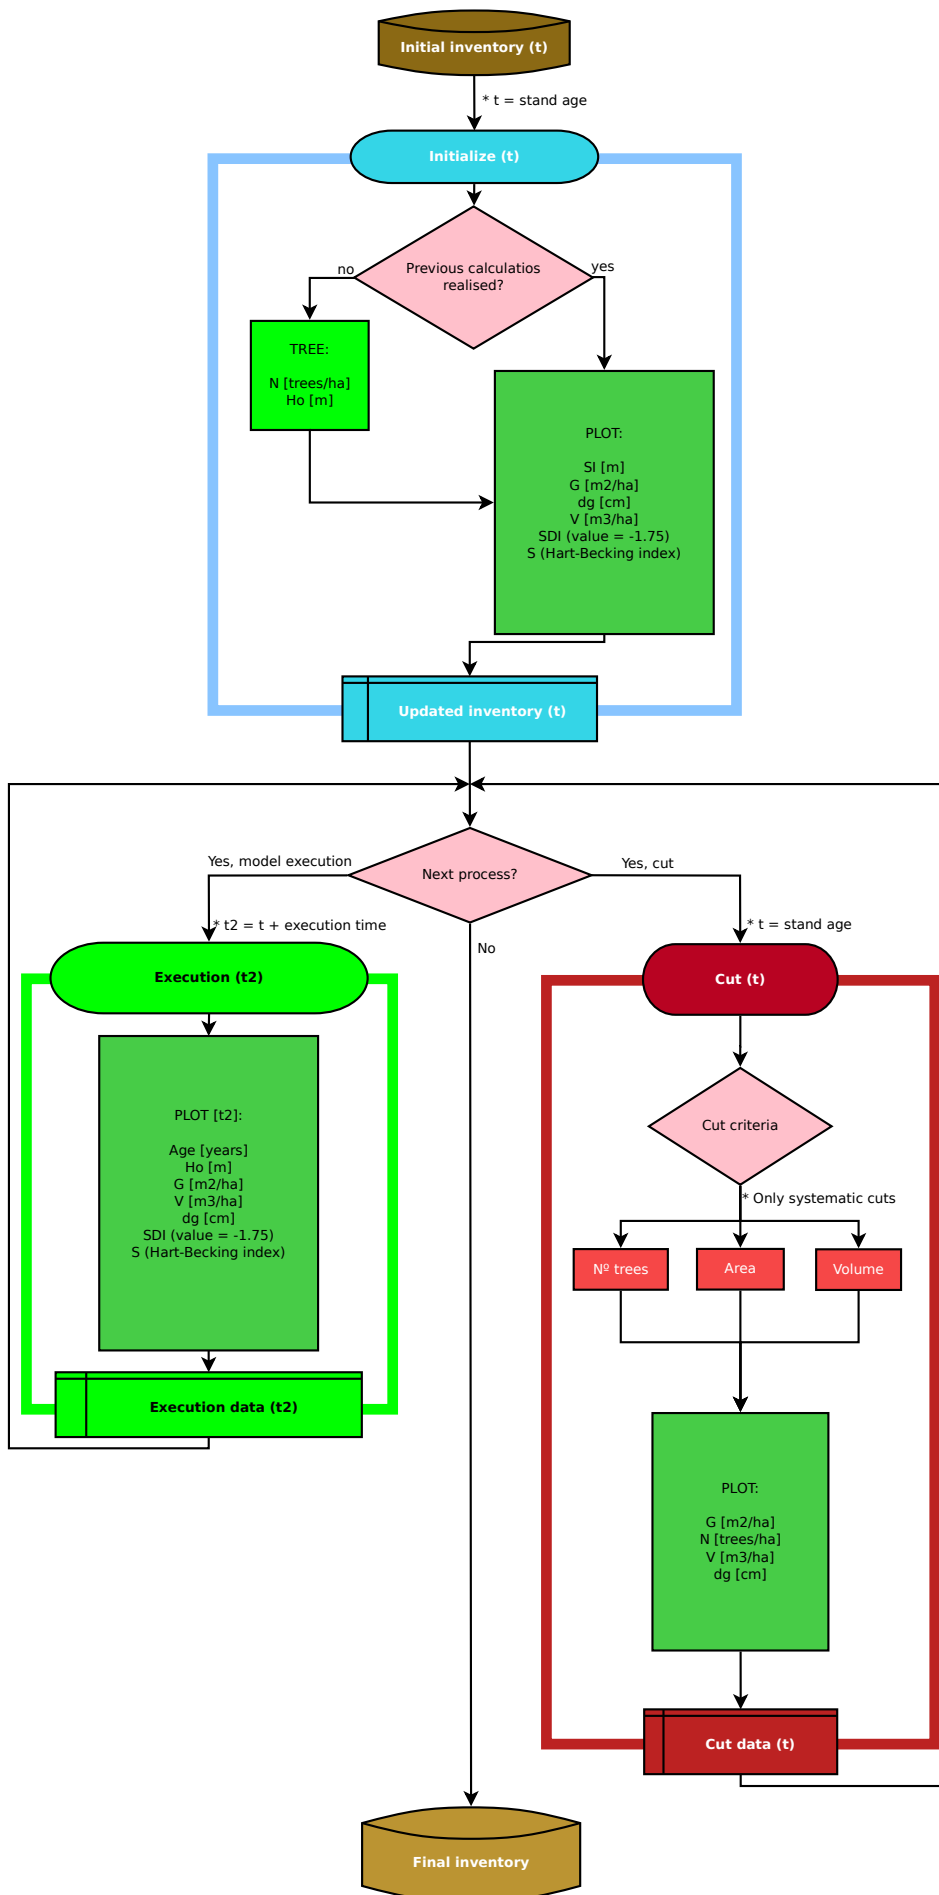 Initial inventory (t)
* t = stand age
Initialize (t)
Previous calculatios
realised?
no
yes
TREE:
N [trees/ha]
Ho [m]
PLOT:
SI [m]
G [m2/ha]
dg [cm]
V [m3/ha]
SDI (value = -1.75)
S (Hart-Becking index)
Updated inventory (t)
Next process?
Yes, model execution
Yes, cut
No
* t2 = t + execution time
* t = stand age
Execution (t2)
PLOT [t2]:
Age [years]
Ho [m]
G [m2/ha]
V [m3/ha]
dg [cm]
SDI (value = -1.75)
S (Hart-Becking index)
Execution data (t2)
Cut (t)
Cut criteria
* Only systematic cuts
Nº trees
Area
Volume
PLOT:
G [m2/ha]
N [trees/ha]
V [m3/ha]
dg [cm]
Cut data (t)
Final inventory